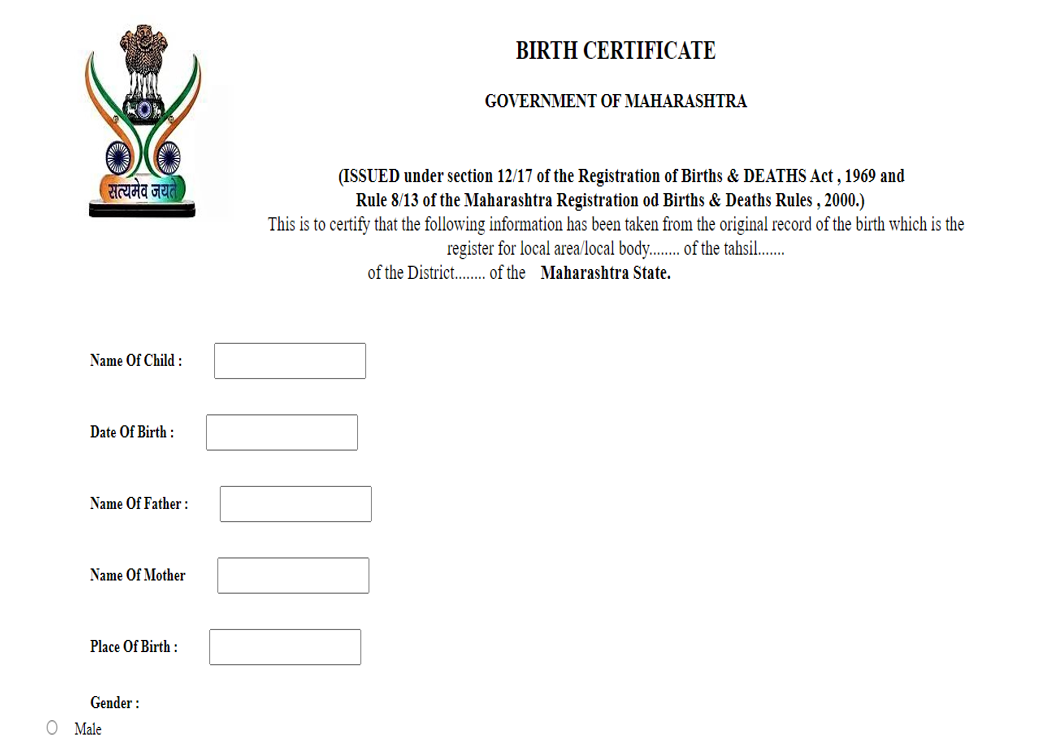 सत्यमेव जयते
BIRTH CERTIFICATE
GOVERNMENT OF MAHARASHTRA
(ISSUED under section 12/17 of the Registration of Births & DEATHS Act , 1969 and
Rule 8/13 of the Maharashtra Registration od Births & Deaths Rules , 2000.)
This is to certify that the following information has been taken from the original record of the birth which is the
register for local area/local body........ of the tahsil.......
of the District........ of the Maharashtra State.
Name Of Child :
Date Of Birth :
Name Of Father :
Name Of Mother
Place Of Birth :
Gender :
Male